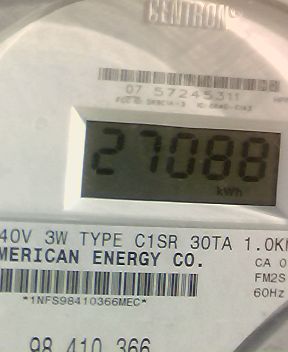 CENTRON®
07 57245311
27088
kWh
40V 3W TYPE C1SR 30TA 1.0K
MERICAN ENERGY CO.
CA 0
FM2S
60Hz
*1NFS98410366MEC*
98 410 366